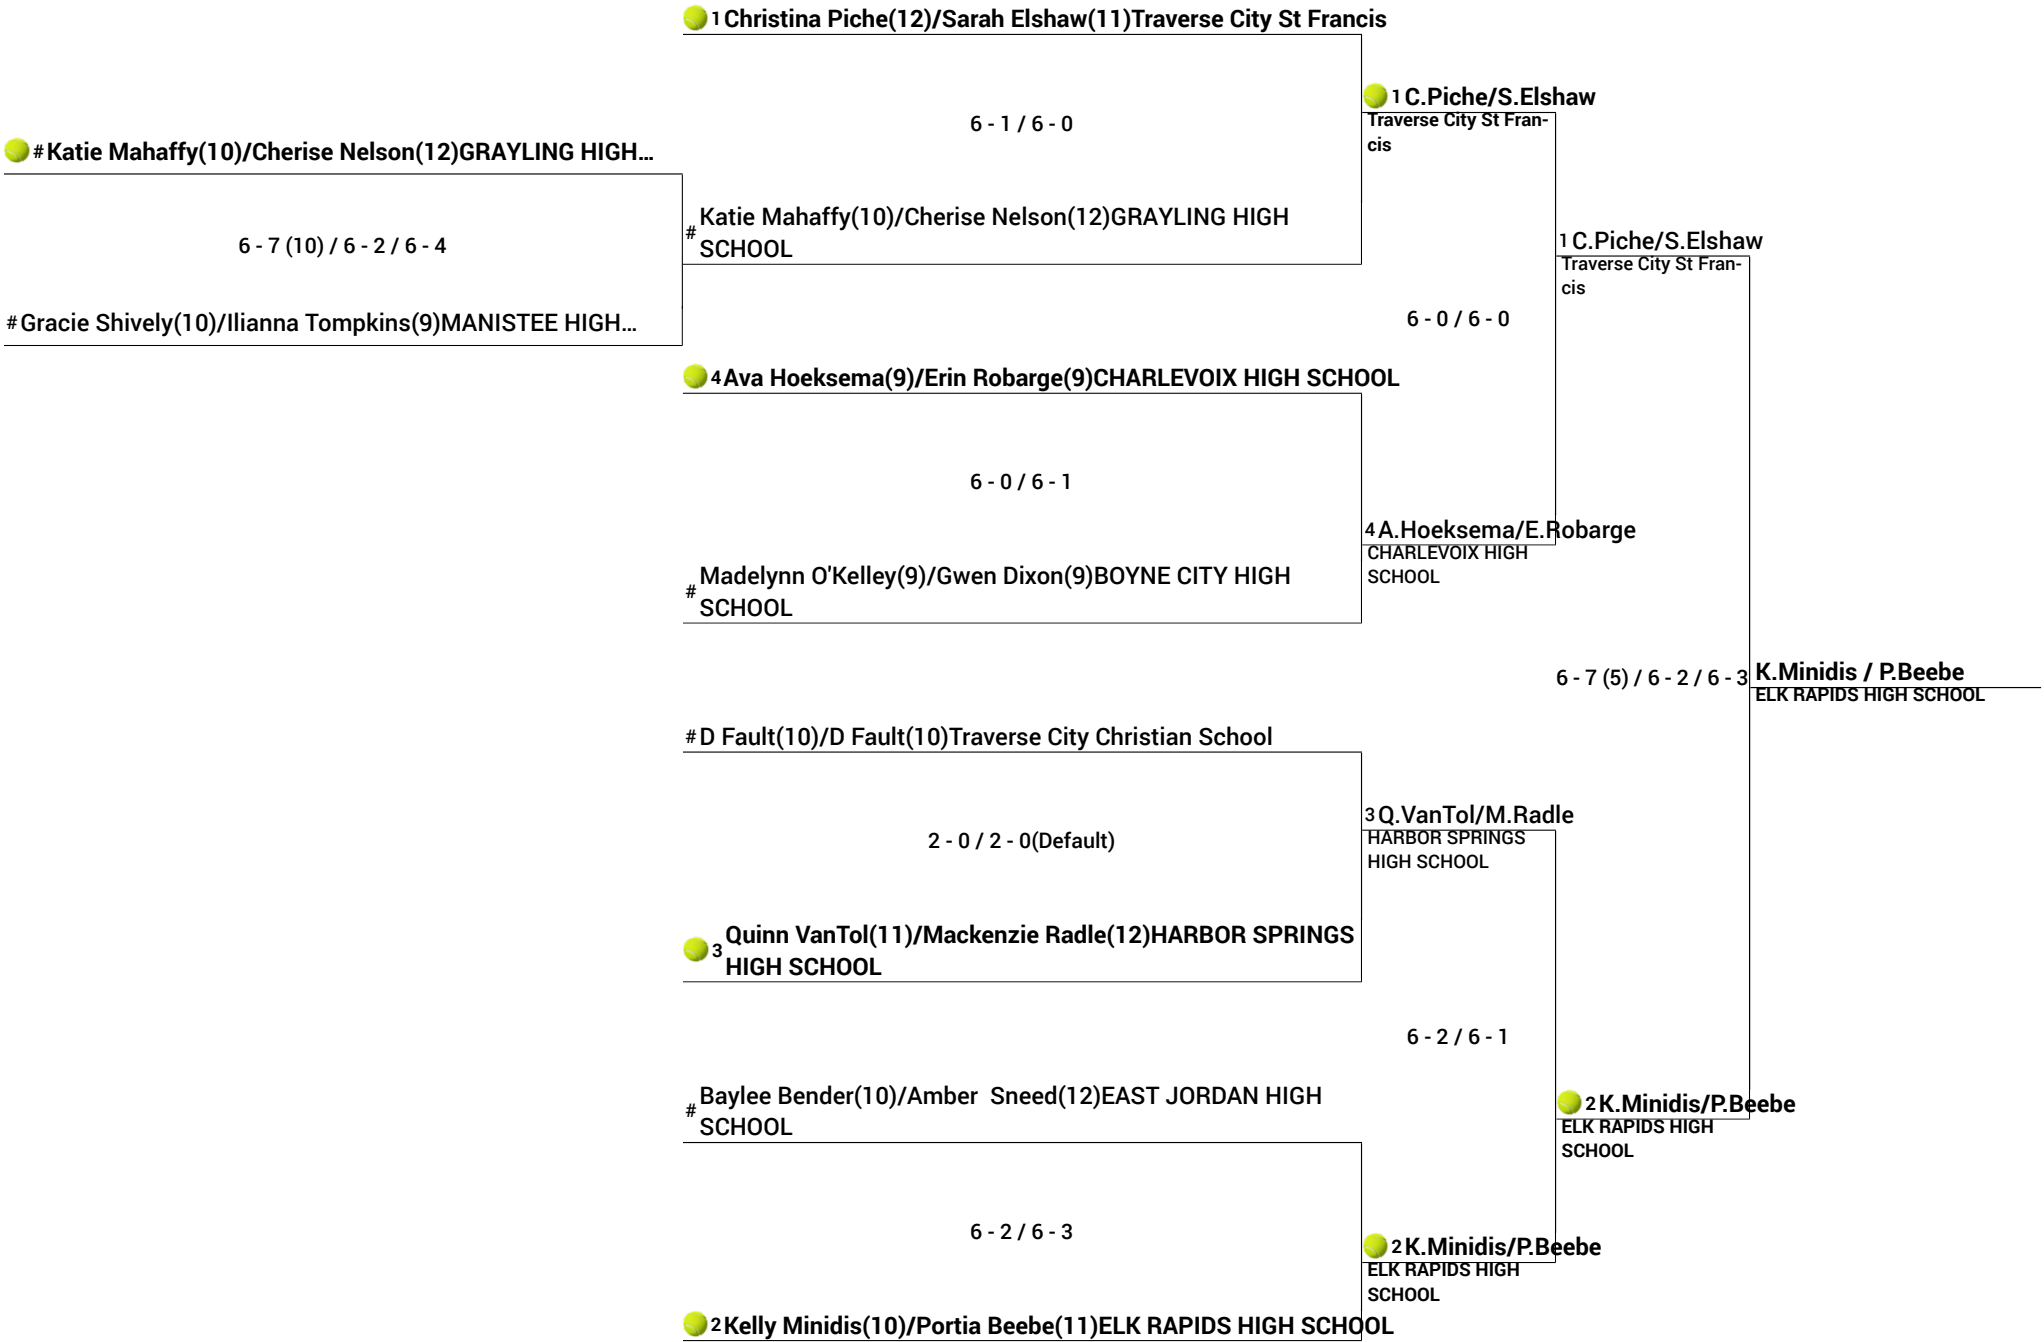 1 Christina Piche(12)/Sarah Elshaw(11)Traverse City St Francis
6 - 1 / 6 - 0
1 C.Piche/S.Elshaw
Traverse City St Fran-
cis
# Katie Mahaffy(10)/Cherise Nelson(12)GRAYLING HIGH...
6 - 7 (10) / 6 - 2 / 6 - 4
# Gracie Shively(10)/Ilianna Tompkins(9)MANISTEE HIGH...
# Katie Mahaffy(10)/Cherise Nelson(12)GRAYLING HIGH
SCHOOL
1 C.Piche/S.Elshaw
Traverse City St Fran-
cis
6 - 0 / 6 - 0
4 Ava Hoeksema(9)/Erin Robarge(9)CHARLEVOIX HIGH SCHOOL
6 - 0 / 6 - 1
4 A.Hoeksema/E.Robarge
CHARLEVOIX HIGH
SCHOOL
# Madelynn O'Kelley(9)/Gwen Dixon(9)BOYNE CITY HIGH
SCHOOL
6 - 7 (5) / 6 - 2 / 6 - 3
K.Minidis / P.Beebe
ELK RAPIDS HIGH SCHOOL
# D Fault(10)/D Fault(10)Traverse City Christian School
2 - 0 / 2 - 0(Default)
3 Q.VanTol/M.Radle
HARBOR SPRINGS
HIGH SCHOOL
3 Quinn VanTol(11)/Mackenzie Radle(12)HARBOR SPRINGS
HIGH SCHOOL
6 - 2 / 6 - 1
# Baylee Bender(10)/Amber  Sneed(12)EAST JORDAN HIGH
SCHOOL
2 K.Minidis/P.Beebe
ELK RAPIDS HIGH
SCHOOL
6 - 2 / 6 - 3
2 K.Minidis/P.Beebe
ELK RAPIDS HIGH
SCHOOL
2 Kelly Minidis(10)/Portia Beebe(11)ELK RAPIDS HIGH SCHOOL